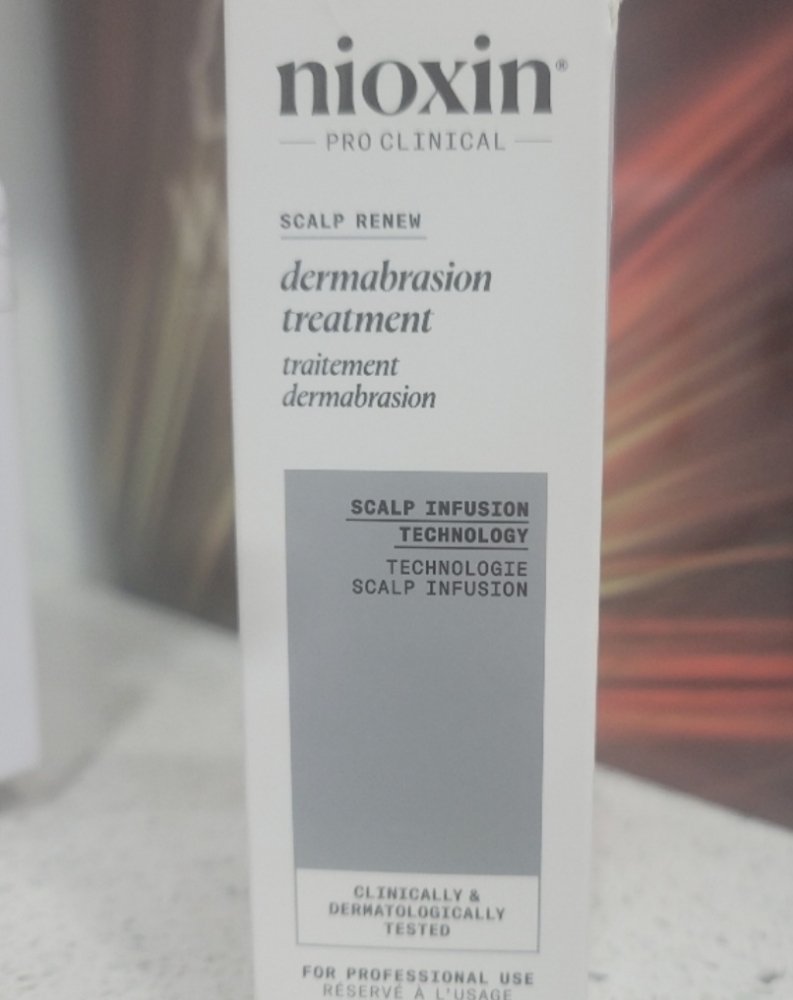 nioxin®
PRO CLINICAL
SCALP RENEW
dermabrasion
treatment
traitement
dermabrasion
SCALP INFUSION
TECHNOLOGY
TECHNOLOGIE
SCALP INFUSION
CLINICALLY &
DERMATOLOGICALLY
TESTED
FOR PROFESSIONAL USE
RÉSERVÉ À L'USAGE